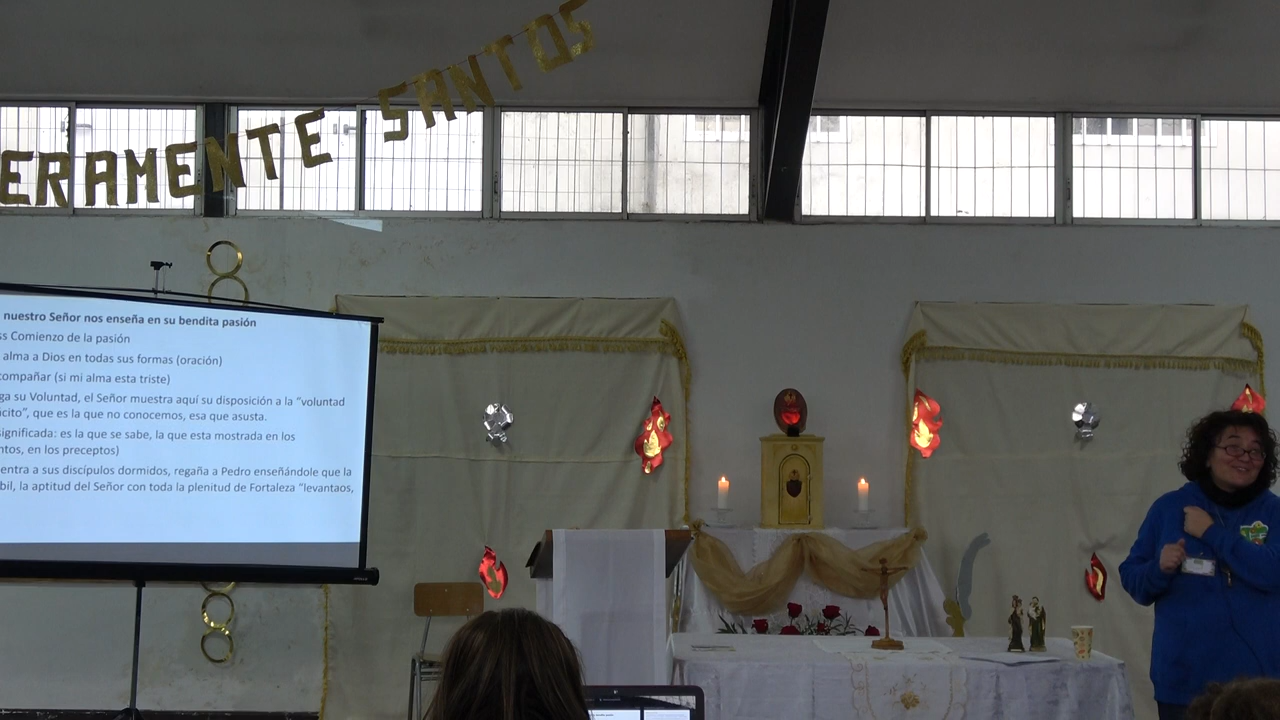 ERAMENTE SANTOS
nuestro Señor nos enseña en su bendita pasión
Comienzo de la pasión
alma a Dios en todas sus formas (oración)
compañar (si mi alma esta triste)
ga su Voluntad, el Señor muestra aquí su disposición a la “voluntad
ácito”, que es la que no conocemos, esa que asusta.
significada: es la que se sabe, la que esta mostrada en los
ntos, en los preceptos)
entra a sus discípulos dormidos, regaña a Pedro enseñándole que la
bil, la aptitud del Señor con toda la plenitud de Fortaleza “levantaos,